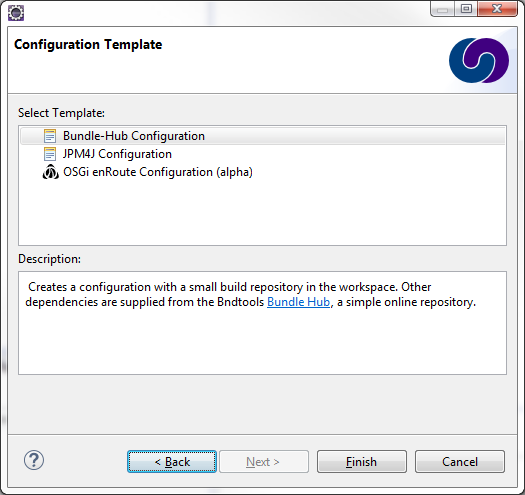 Configuration Template
Select Template:
Bundle-Hub Configuration
JPM4J Configuration
OSGi enRoute Configuration (alpha)
Description:
Creates a configuration with a small build repository in the workspace. Other
dependencies are supplied from the Bndtools Bundle Hub, a simple online repository.
? < Back Next > Finish Cancel